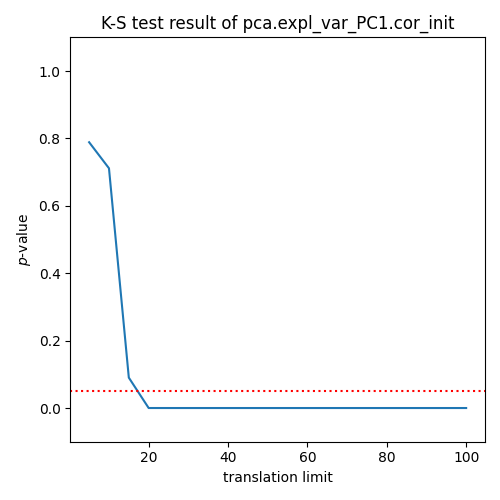 K-S test result of pca.expl_var_PC1.cor_init
1.0
0.8
0.6
0.4
0.2
0.0
p-value
20 40 60 80 100
translation limit